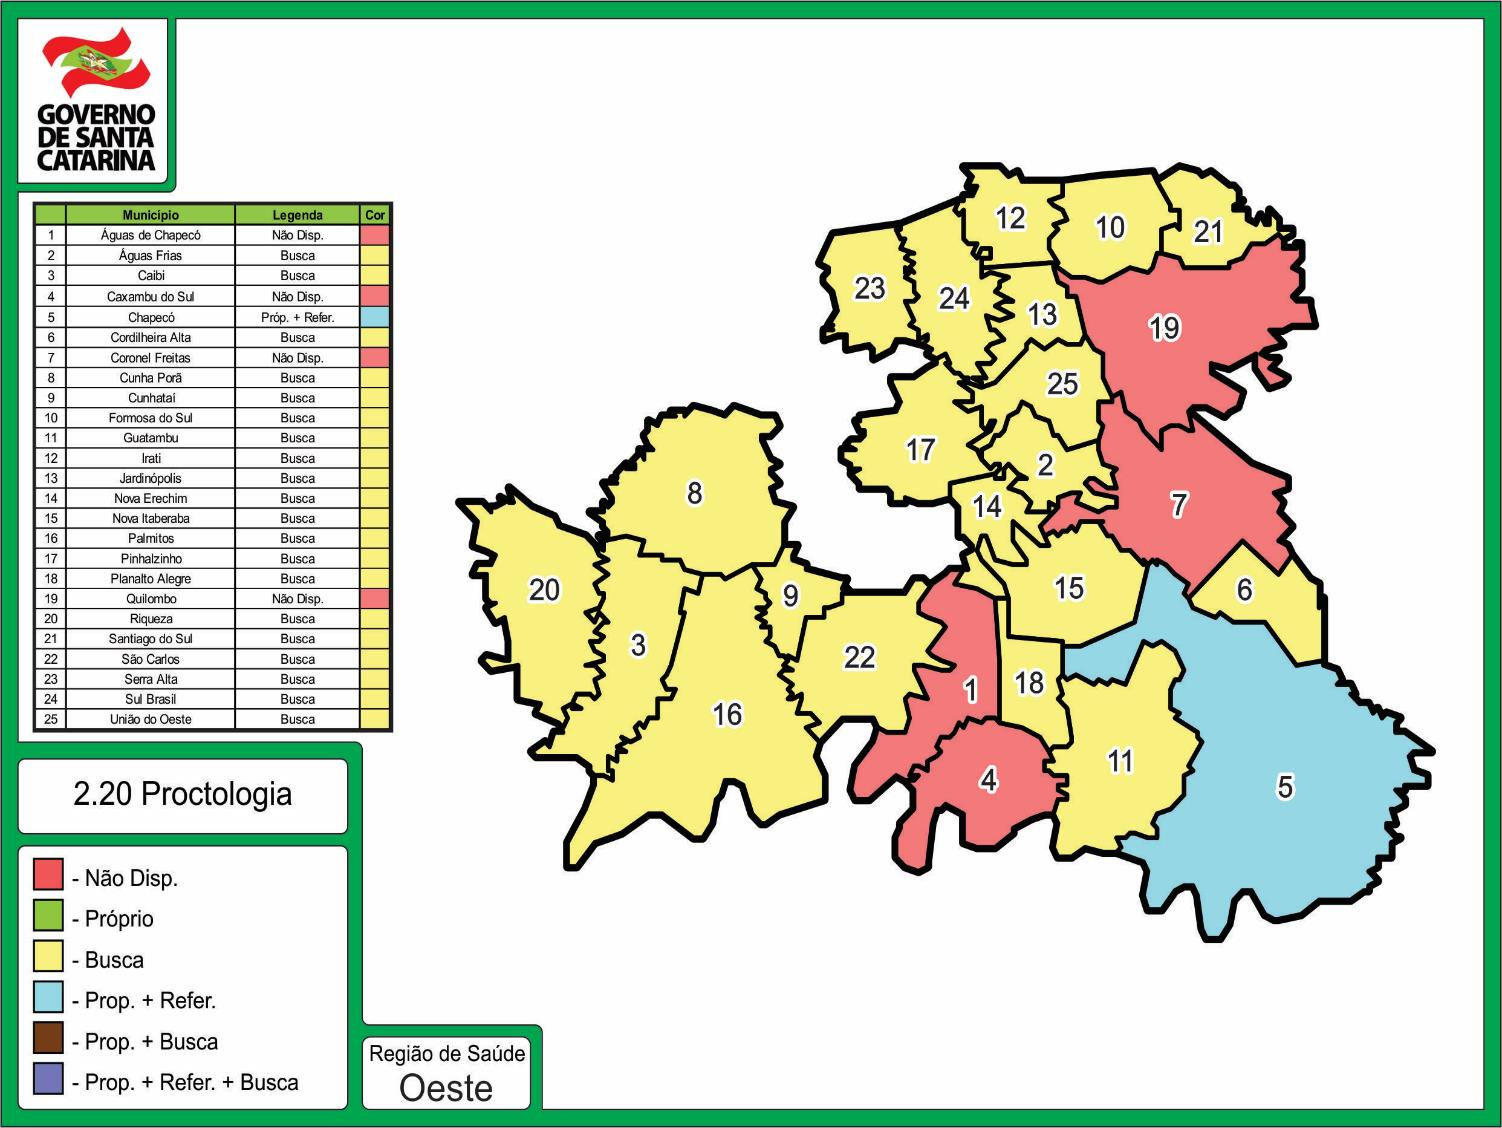 GOVERNO
DE SANTA
CATARINA
Município Legenda Cor
1 Águas de Chapecó Não Disp.
2 Águas Frias Busca
3 Caibi Busca
4 Caxambu do Sul Não Disp.
5 Chapecó Próp. + Refer.
6 Cordilheira Alta Busca
7 Coronel Freitas Não Disp.
8 Cunha Porã Busca
9 Cunhataí Busca
10 Formosa do Sul Busca
11 Guatambu Busca
12 Irati Busca
13 Jardinópolis Busca
14 Nova Erechim Busca
15 Nova Itaberaba Busca
16 Palmitos Busca
17 Pinhalzinho Busca
18 Planalto Alegre Busca
19 Quilombo Não Disp.
20 Riqueza Busca
21 Santiago do Sul Busca
22 São Carlos Busca
23 Serra Alta Busca
24 Sul Brasil Busca
25 União do Oeste Busca
12
10
21
23
24
13
19
25
17
2
8
14
7
20
9
15
6
3
22
1
18
16
11
4
5
2.20 Proctologia
- Não Disp.
- Próprio
- Busca
- Prop. + Refer.
- Prop. + Busca
- Prop. + Refer. + Busca
Região de Saúde
Oeste